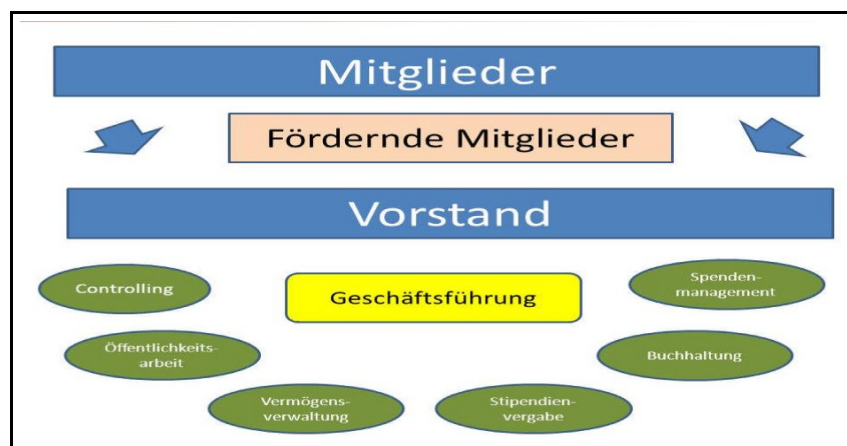 Mitglieder
Fördernde Mitglieder
Vorstand
Controlling
Geschäftsführung
Spenden-
management
Öffentlichkeits-
arbeit
Buchhaltung
Vermögens-
verwaltung
Stipendien-
vergabe